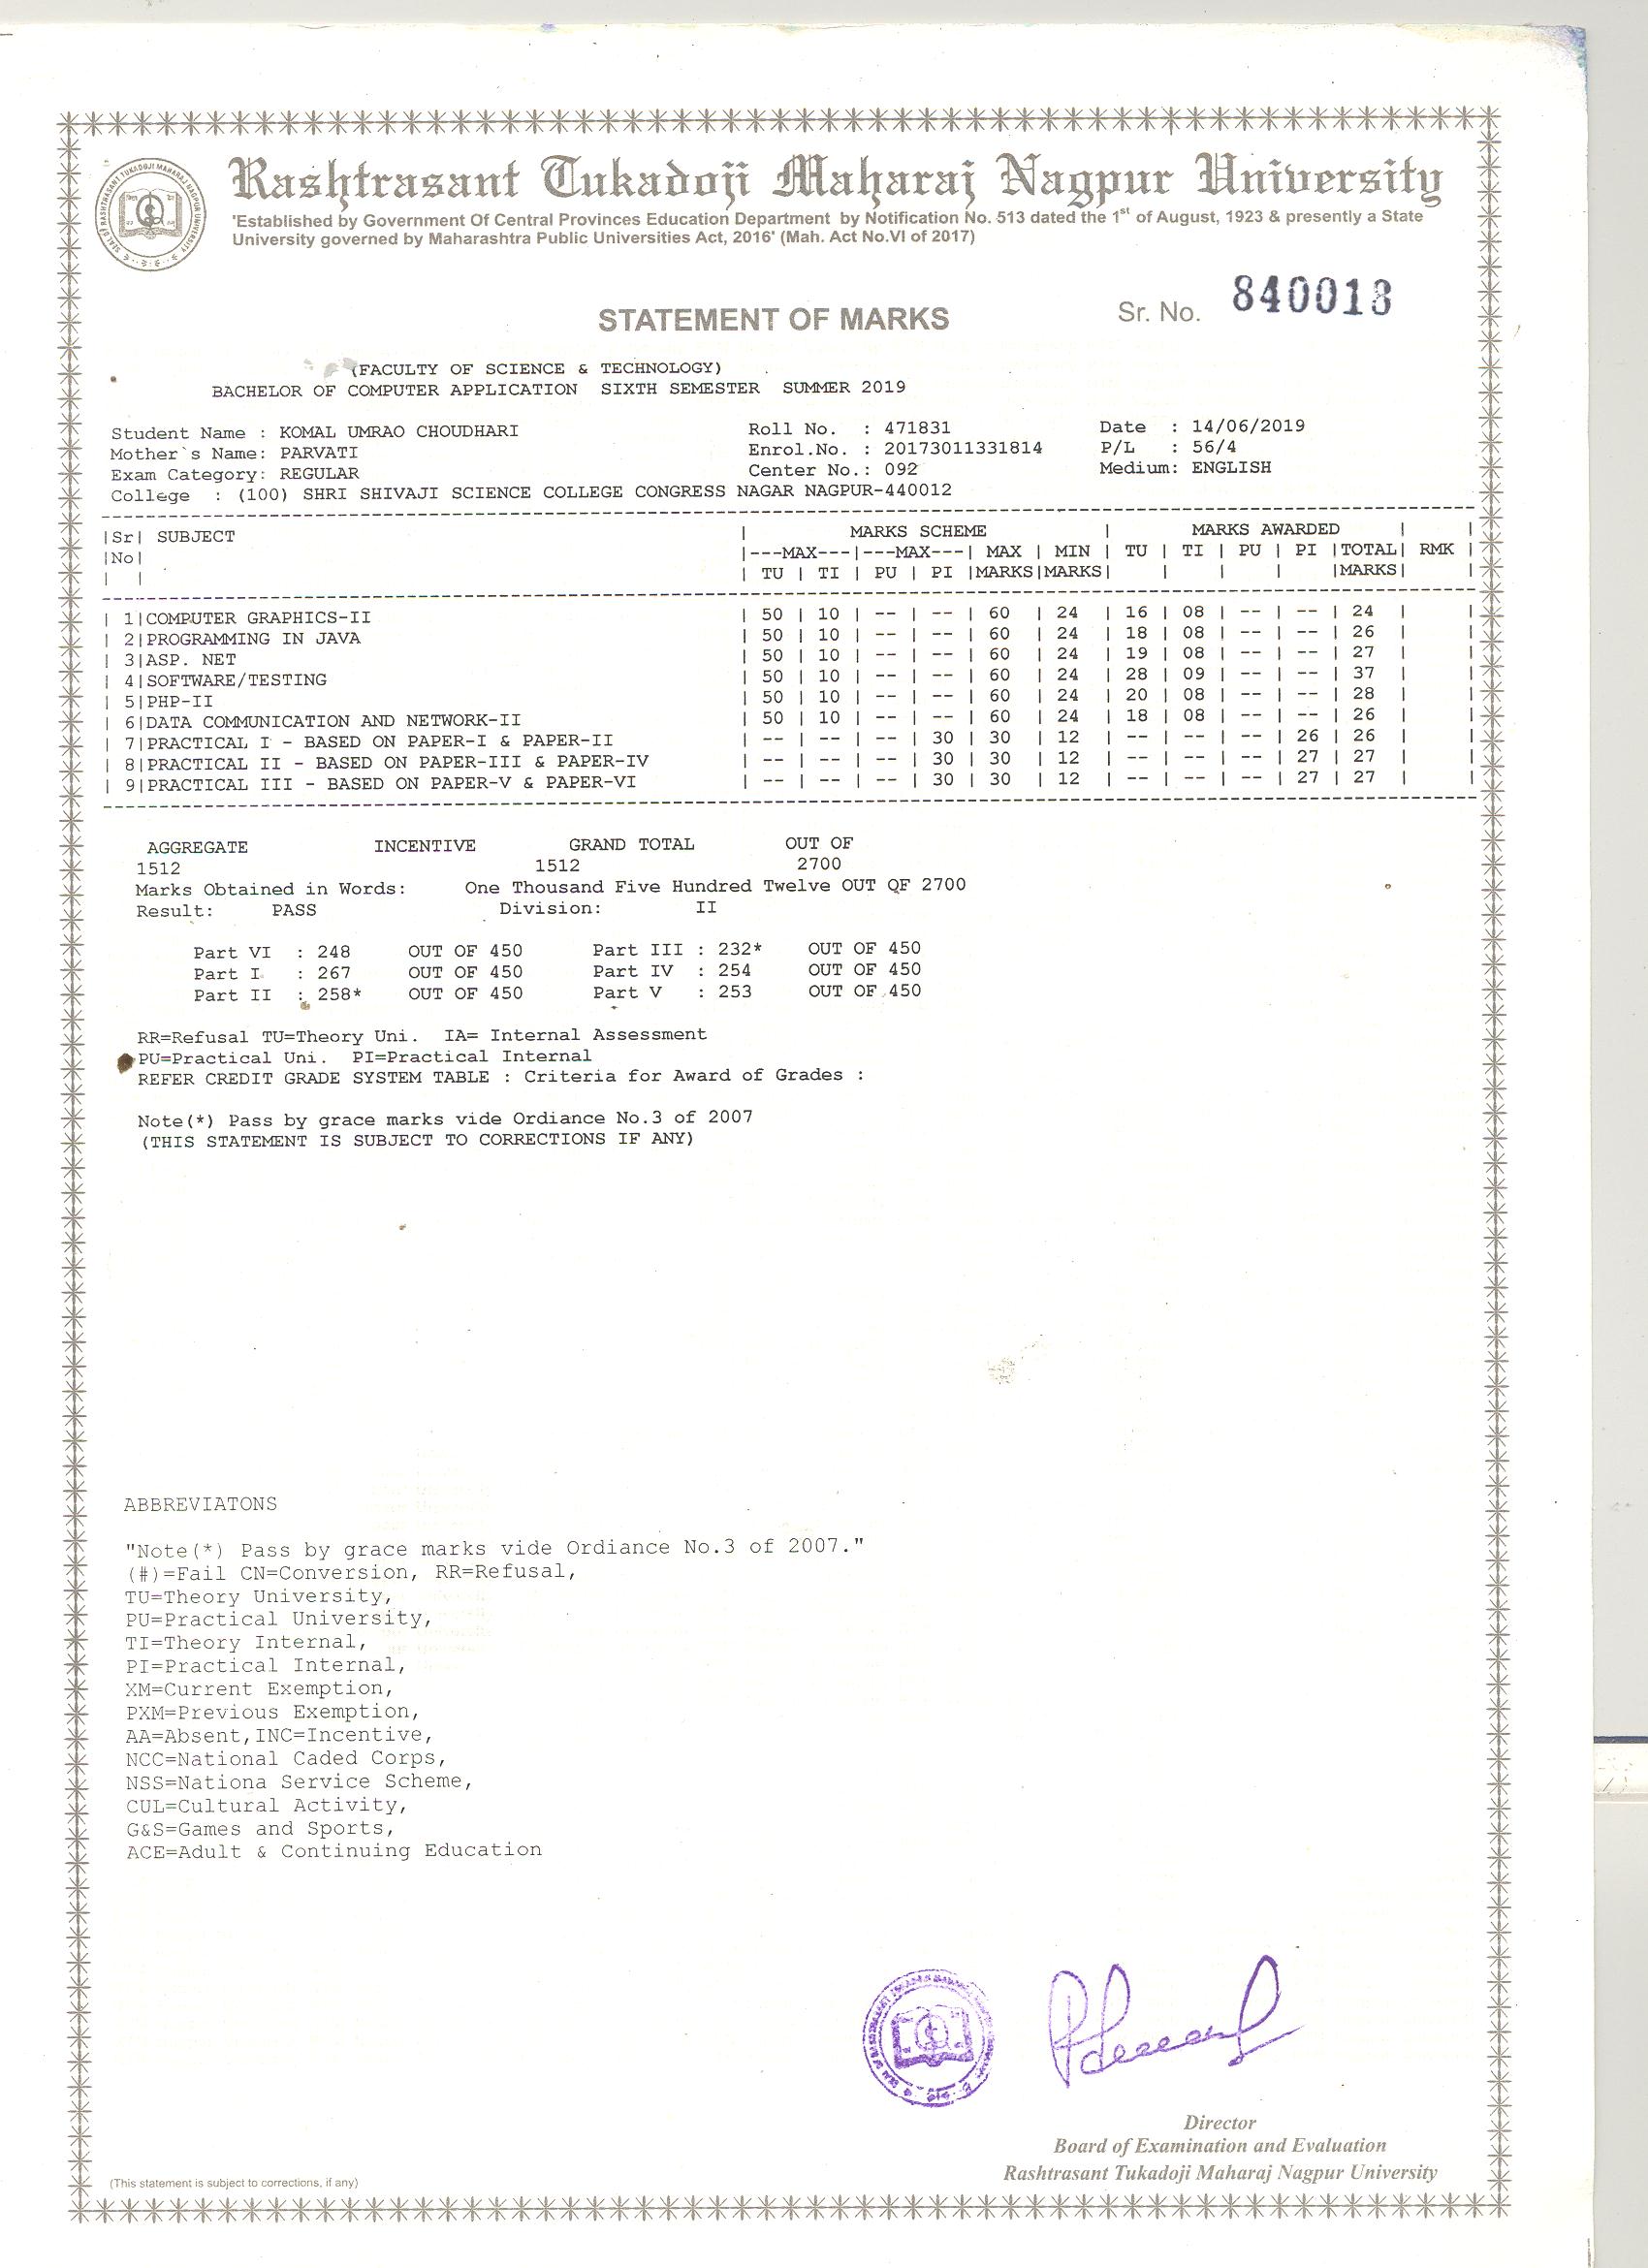 Rashtrasant Tukadoji Maharaj Nagpur University
'Established by Government Of Central Provinces Education Department by Notification No. 513 dated the 1st of August, 1923 & presently a State
University governed by Maharashtra Public Universities Act, 2016' (Mah. Act No.VI of 2017)
STATEMENT OF MARKS Sr. No. 840013
(FACULTY OF SCIENCE & TECHNOLOGY)
BACHELOR OF COMPUTER APPLICATION SIXTH SEMESTER SUMMER 2019
Student Name : KOMAL UMRAO CHOUDHARI Roll No. : 471831 Date : 14/06/2019
Mother`s Name: PARVATI Enrol.No. : 20173011331814 P/L : 56/4
Exam Category: REGULAR Center No.: 092 Medium: ENGLISH
College : (100) SHRI SHIVAJI SCIENCE COLLEGE CONGRESS NAGAR NAGPUR-440012
|Sr| SUBJECT | MARKS SCHEME | MARKS AWARDED | |
|No| |---MAX---|---MAX---| MAX | MIN | TU | TI | PU | PI |TOTAL| RMK |
| | | TU | TI | PU | PI |MARKS|MARKS| | | | |MARKS| |
| 1|COMPUTER GRAPHICS-II | 50 | 10 | -- | -- | 60 | 24 | 16 | 08 | -- | -- | 24 | |
| 2|PROGRAMMING IN JAVA | 50 | 10 | -- | -- | 60 | 24 | 18 | 08 | -- | -- | 26 | |
| 3|ASP. NET | 50 | 10 | -- | -- | 60 | 24 | 19 | 08 | -- | -- | 27 | |
| 4|SOFTWARE/TESTING | 50 | 10 | -- | -- | 60 | 24 | 28 | 09 | -- | -- | 37 | |
| 5|PHP-II | 50 | 10 | -- | -- | 60 | 24 | 20 | 08 | -- | -- | 28 | |
| 6|DATA COMMUNICATION AND NETWORK-II | 50 | 10 | -- | -- | 60 | 24 | 18 | 08 | -- | -- | 26 | |
| 7|PRACTICAL I - BASED ON PAPER-I & PAPER-II | -- | -- | -- | 30 | 30 | 12 | -- | -- | -- | 26 | 26 | |
| 8|PRACTICAL II - BASED ON PAPER-III & PAPER-IV | -- | -- | -- | 30 | 30 | 12 | -- | -- | -- | 27 | 27 | |
| 9|PRACTICAL III - BASED ON PAPER-V & PAPER-VI | -- | -- | -- | 30 | 30 | 12 | -- | -- | -- | 27 | 27 | |
AGGREGATE INCENTIVE GRAND TOTAL OUT OF
1512 1512 2700
Marks Obtained in Words: One Thousand Five Hundred Twelve OUT OF 2700
Result: PASS Division: II
Part VI : 248 OUT OF 450 Part III : 232* OUT OF 450
Part I : 267 OUT OF 450 Part IV : 254 OUT OF 450
Part II : 258* OUT OF 450 Part V : 253 OUT OF 450
RR=Refusal TU=Theory Uni. IA= Internal Assessment
PU=Practical Uni. PI=Practical Internal
REFER CREDIT GRADE SYSTEM TABLE : Criteria for Award of Grades :
Note(*) Pass by grace marks vide Ordiance No.3 of 2007
(THIS STATEMENT IS SUBJECT TO CORRECTIONS IF ANY)
ABBREVIATONS
"Note(*) Pass by grace marks vide Ordiance No.3 of 2007."
(#)=Fail CN=Conversion, RR=Refusal,
TU=Theory University,
PU=Practical University,
TI=Theory Internal,
PI=Practical Internal,
XM=Current Exemption,
PXM=Previous Exemption,
AA=Absent,INC=Incentive,
NCC=National Caded Corps,
NSS=Nationa Service Scheme,
CUL=Cultural Activity,
G&S=Games and Sports,
ACE=Adult & Continuing Education
Director
Board of Examination and Evaluation
Rashtrasant Tukadoji Maharaj Nagpur University
(This statement is subject to corrections, if any)